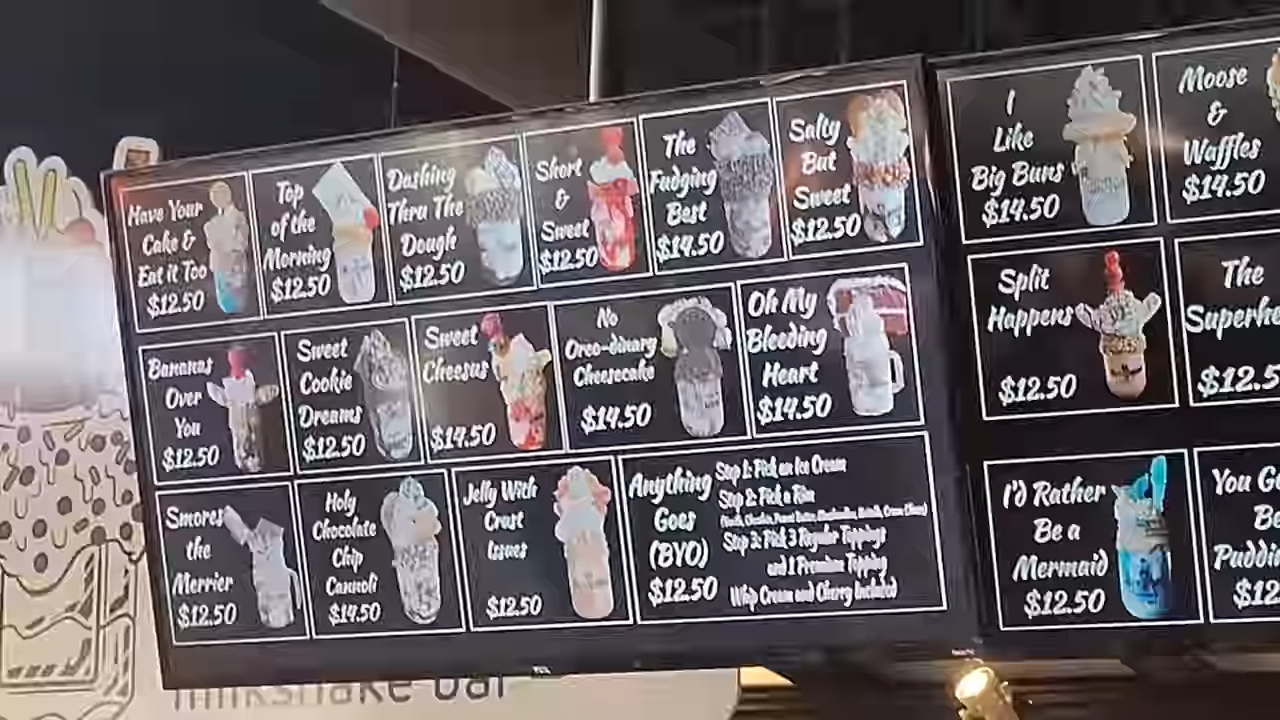 Have Your
Cake &
Eat it Too
$12.50
Top
of the
Morning
$12.50
Dashing
Thru The
Dough
$12.50
Short
&
Sweet
$12.50
The
Fudging
Best
$14.50
Salty
But
Sweet
$12.50
I
Like
Big Buns
$14.50
Moose
&
Waffles
$14.50
Bananas
Over
You
$12.50
Sweet
Cookie
Dreams
$12.50
Sweet
Cheesus
$14.50
No
Oreo-dinary
Cheesecake
$14.50
Oh My
Bleeding
Heart
$14.50
Split
Happens
$12.50
The
Superhe
$12.5
Smores
the
Merrier
$12.50
Holy
Chocolate
Chip
Cannoli
$14.50
Jelly With
Crust
Issues
$12.50
Anything
Goes
(BYO)
$12.50
Step 1: Pick an Ice Cream
Step 2: Pick a Rim
Step 3: Pick 3 Regular Toppings
and 1 Premium Topping
Whip Cream and Cherry Included
I'd Rather
Be a
Mermaid
$12.50
You Go
Be
Puddi
$12
milkshake bar